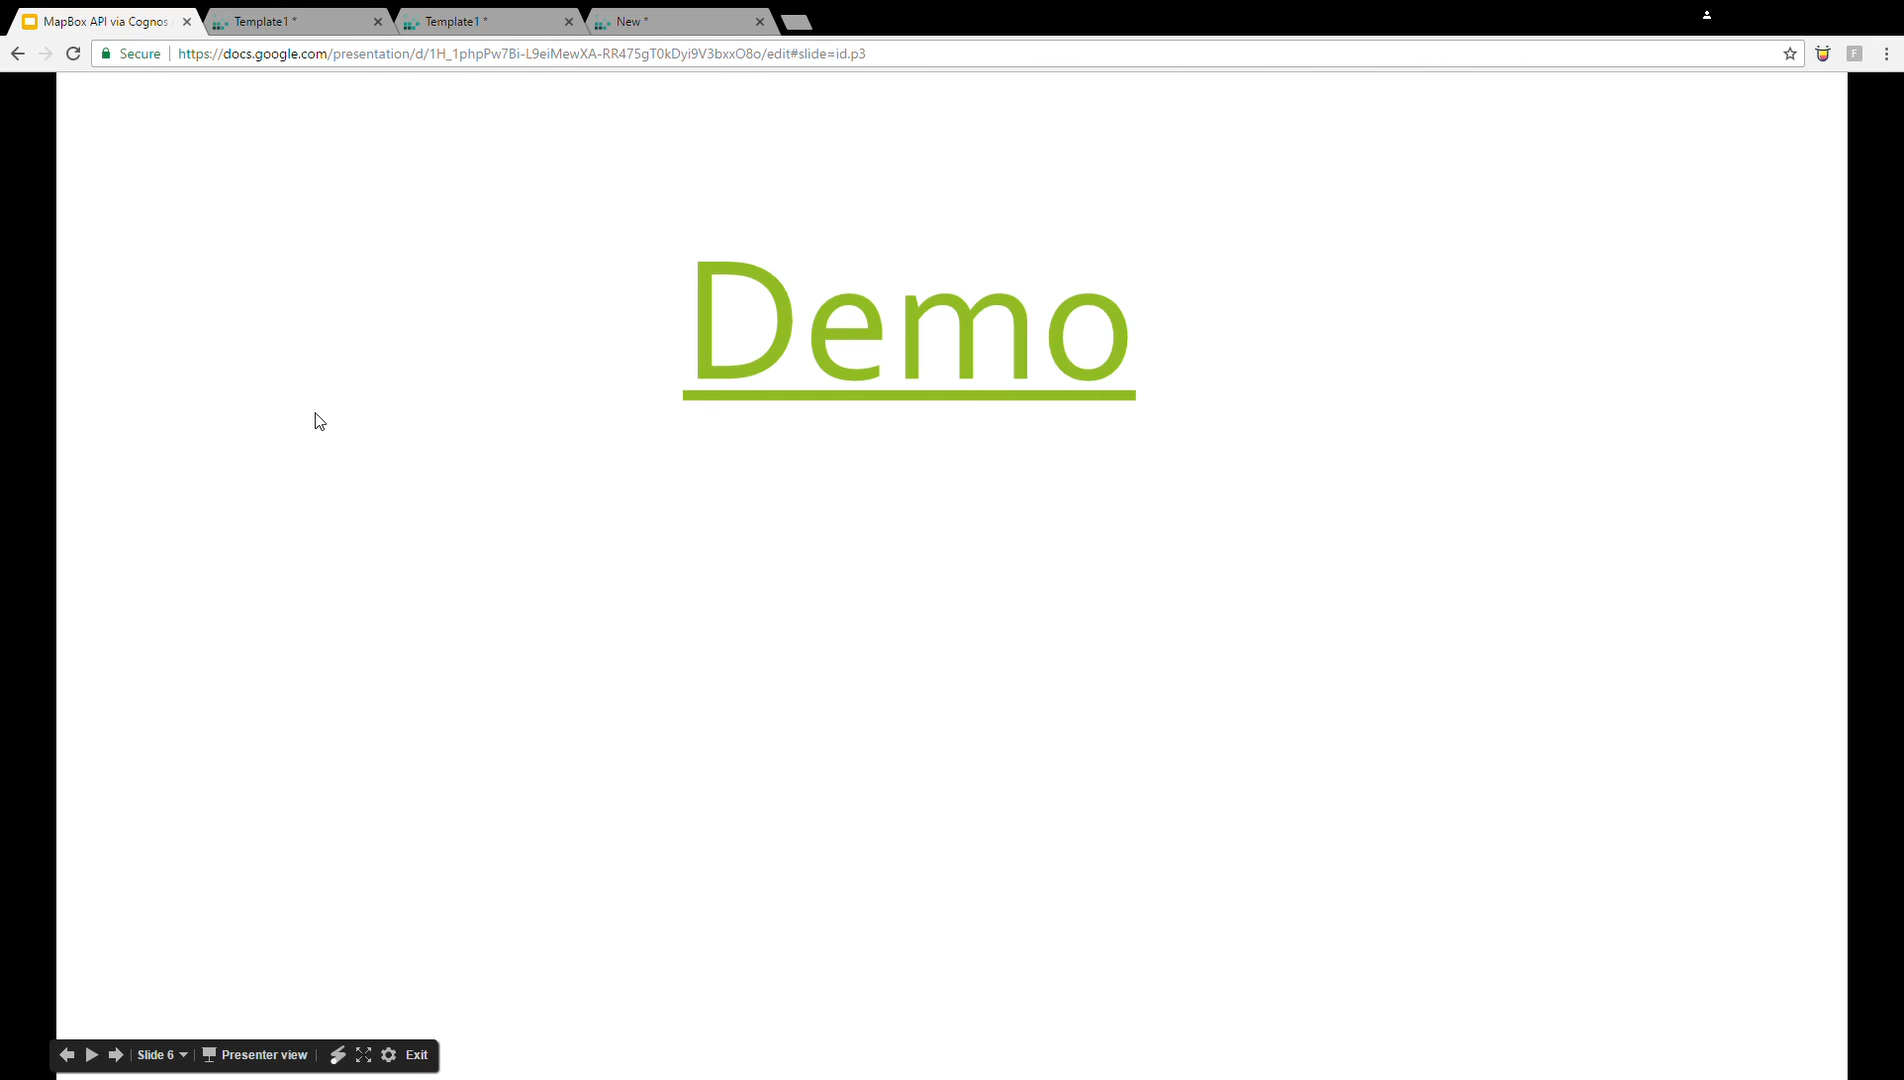 MapBox API via Cognos
Template1 *
Template1 *
New *
Secure
https://docs.google.com/presentation/d/1H_1phpPw7Bi-L9eiMewXA-RR475gT0kDyi9V3bxxO8o/edit#slide=id.p3
F
Demo
Slide 6
Presenter view
Exit